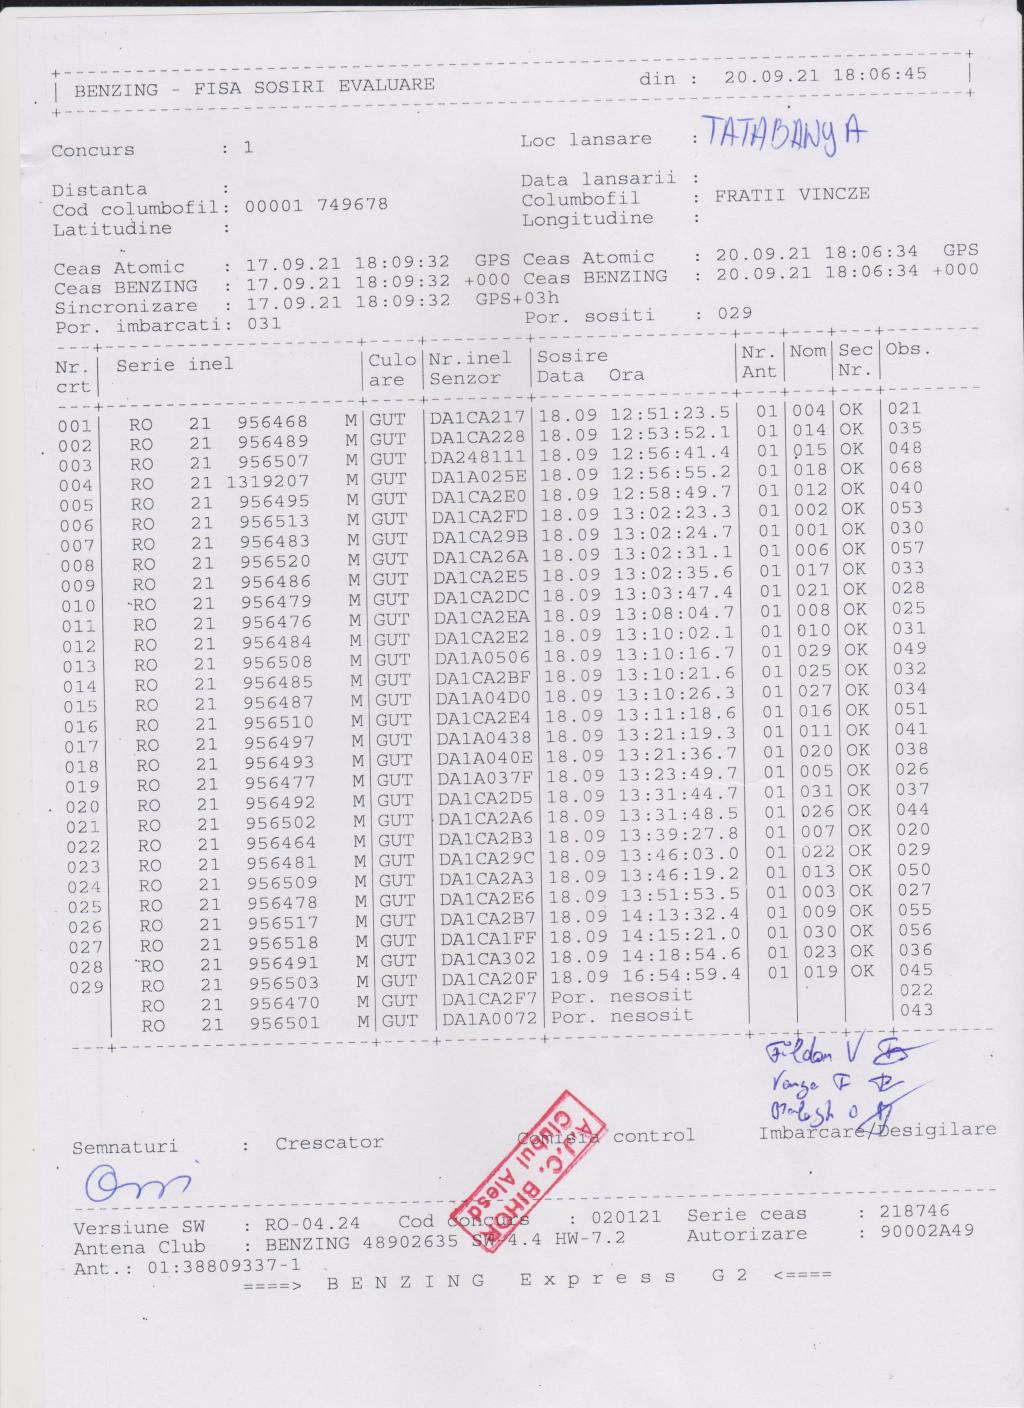 BENZING - FISA SOSIRI EVALUARE din : 20.09.21 18:06:45
Concurs : 1 Loc lansare : TATABANYA
Distanta : Data lansarii :
Cod columbofil: 00001 749678 Columbofil : FRATII VINCZE
Latitudine : Longitudine :
Ceas Atomic : 17.09.21 18:09:32 GPS Ceas Atomic : 20.09.21 18:06:34 GPS
Ceas BENZING : 17.09.21 18:09:32 +000 Ceas BENZING : 20.09.21 18:06:34 +000
Sincronizare : 17.09.21 18:09:32 GPS+03h
Por. imbarcati: 031 Por. sositi : 029
Nr. Serie inel Culo Nr.inel Sosire Nr. Nom Sec Obs.
crt are Senzor Data Ora Ant Nr.
001 RO 21 956468 M GUT DA1CA217 18.09 12:51:23.5 01 004 OK 021
002 RO 21 956489 M GUT DA1CA228 18.09 12:53:52.1 01 014 OK 035
003 RO 21 956507 M GUT DA248111 18.09 12:56:41.4 01 015 OK 048
004 RO 21 1319207 M GUT DA1A025E 18.09 12:56:55.2 01 018 OK 068
005 RO 21 956495 M GUT DA1CA2E0 18.09 12:58:49.7 01 012 OK 040
006 RO 21 956513 M GUT DA1CA2FD 18.09 13:02:23.3 01 002 OK 053
007 RO 21 956483 M GUT DA1CA29B 18.09 13:02:24.7 01 001 OK 030
008 RO 21 956520 M GUT DA1CA26A 18.09 13:02:31.1 01 006 OK 057
009 RO 21 956486 M GUT DA1CA2E5 18.09 13:02:35.6 01 017 OK 033
010 RO 21 956479 M GUT DA1CA2DC 18.09 13:03:47.4 01 021 OK 028
011 RO 21 956476 M GUT DA1CA2EA 18.09 13:08:04.7 01 008 OK 025
012 RO 21 956484 M GUT DA1CA2E2 18.09 13:10:02.1 01 010 OK 031
013 RO 21 956508 M GUT DA1A0506 18.09 13:10:16.7 01 029 OK 049
014 RO 21 956485 M GUT DA1CA2BF 18.09 13:10:21.6 01 025 OK 032
015 RO 21 956487 M GUT DA1A04D0 18.09 13:10:26.3 01 027 OK 034
016 RO 21 956510 M GUT DA1CA2E4 18.09 13:11:18.6 01 016 OK 051
017 RO 21 956497 M GUT DA1A0438 18.09 13:21:19.3 01 011 OK 041
018 RO 21 956493 M GUT DA1A040E 18.09 13:21:36.7 01 020 OK 038
019 RO 21 956477 M GUT DA1A037F 18.09 13:23:49.7 01 005 OK 026
020 RO 21 956492 M GUT DA1CA2D5 18.09 13:31:44.7 01 031 OK 037
021 RO 21 956502 M GUT DA1CA2A6 18.09 13:31:48.5 01 026 OK 044
022 RO 21 956464 M GUT DA1CA2B3 18.09 13:39:27.8 01 007 OK 020
023 RO 21 956481 M GUT DA1CA29C 18.09 13:46:03.0 01 022 OK 029
024 RO 21 956509 M GUT DA1CA2A3 18.09 13:46:19.2 01 013 OK 050
025 RO 21 956478 M GUT DA1CA2E6 18.09 13:51:53.5 01 003 OK 027
026 RO 21 956517 M GUT DA1CA2B7 18.09 14:13:32.4 01 009 OK 055
027 RO 21 956518 M GUT DA1CA1FF 18.09 14:15:21.0 01 030 OK 056
028 RO 21 956491 M GUT DA1CA302 18.09 14:18:54.6 01 023 OK 036
029 RO 21 956503 M GUT DA1CA20F 18.09 16:54:59.4 01 019 OK 045
RO 21 956470 M GUT DA1CA2F7 Por. nesosit 022
RO 21 956501 M GUT DA1A0072 Por. nesosit 043
Semnaturi : Crescator Comisia control Imbarcare/Desigilare
A.J.C. BIHOR
Clubul Alesd
Versiune SW : RO-04.24 Cod concurs : 020121 Serie ceas : 218746
Antena Club : BENZING 48902635 SW-4.4 HW-7.2 Autorizare : 90002A49
Ant.: 01:38809337-1
====> BENZING Express G2 <====